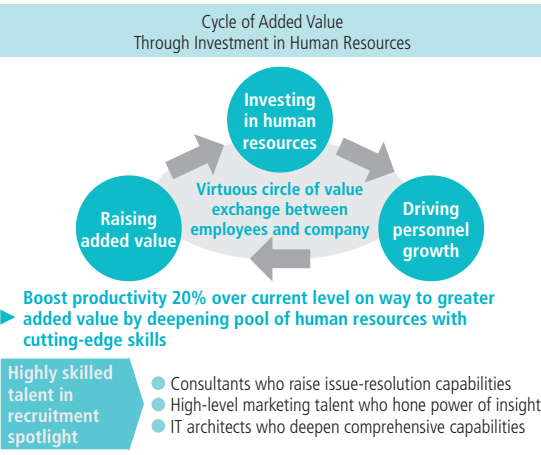 Cycle of Added Value
Through Investment in Human Resources
Investing
in human
resources
Virtuous circle of value
exchange between
employees and company
Raising
added value
Driving
personnel
growth
Boost productivity 20% over current level on way to greater
added value by deepening pool of human resources with
cutting-edge skills
Highly skilled
talent in
recruitment
spotlight
Consultants who raise issue-resolution capabilities
High-level marketing talent who hone power of insight
IT architects who deepen comprehensive capabilities